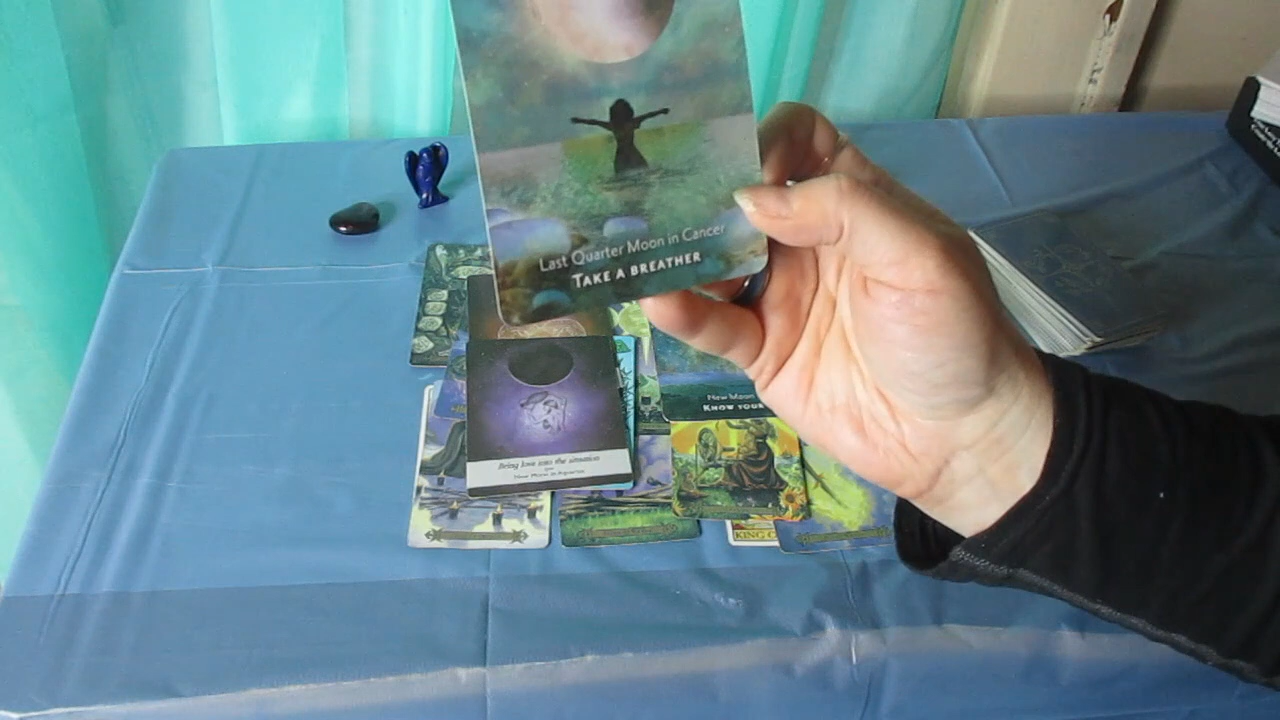 Last Quarter Moon in Cancer
TAKE A BREATHER
New Moon
KNOW YOUR
Bring love into the situation
New Moon in Aquarius
KING